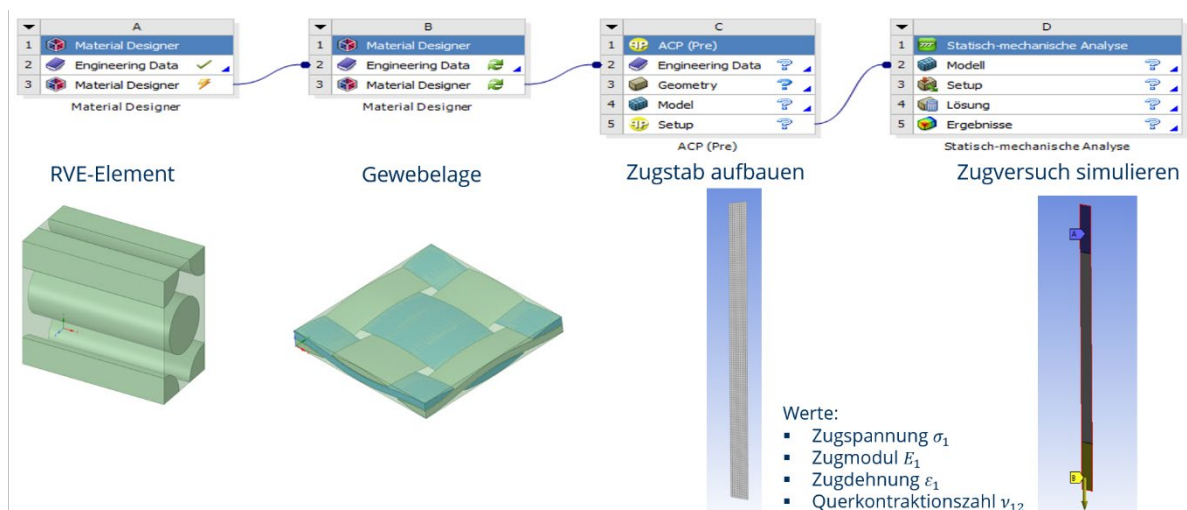 A
1 Material Designer
2 Engineering Data
3 Material Designer
Material Designer
B
1 Material Designer
2 Engineering Data
3 Material Designer
Material Designer
C
1 ACP (Pre)
2 Engineering Data
3 Geometry
4 Model
5 Setup
ACP (Pre)
D
1 Statisch-mechanische Analyse
2 Modell
3 Setup
4 Lösung
5 Ergebnisse
Statisch-mechanische Analyse
RVE-Element
Gewebelage
Zugstab aufbauen
Zugversuch simulieren
A
B
Werte:
▪ Zugspannung σ₁
▪ Zugmodul E₁
▪ Zugdehnung ε₁
▪ Querkontraktionszahl ν₁₂